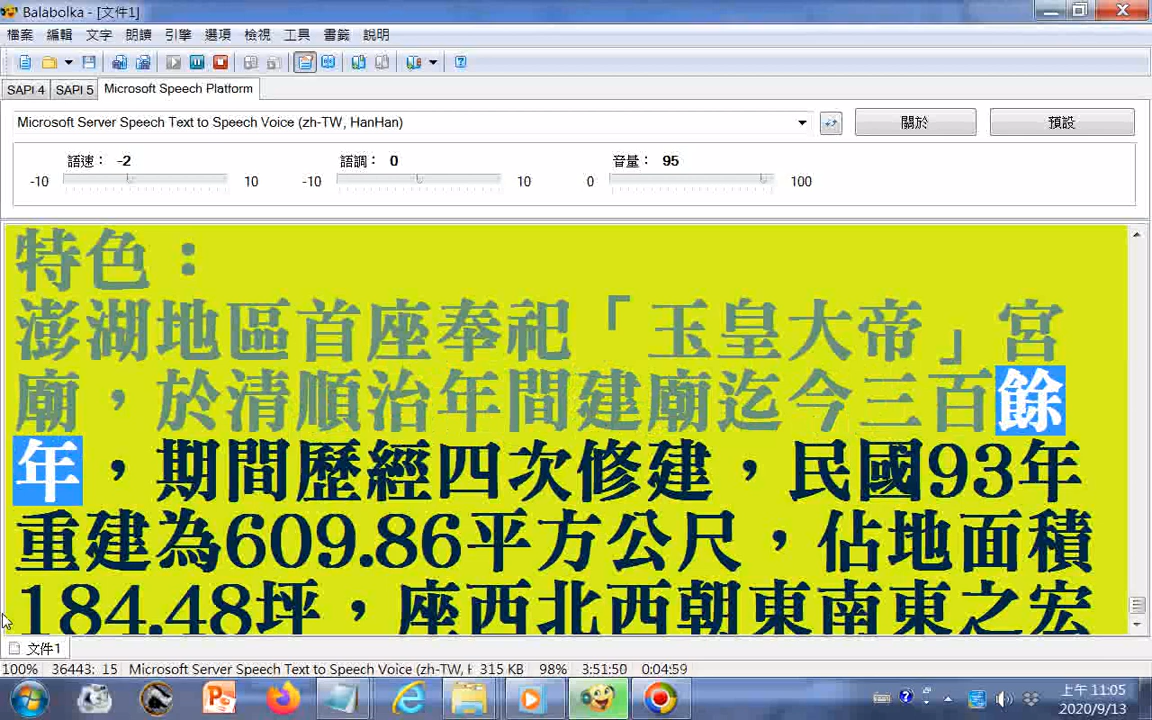 Balabolka - [文件1]
檔案 編輯 文字 朗讀 引擎 選項 檢視 工具 書籤 說明
SAPI 4 SAPI 5 Microsoft Speech Platform
Microsoft Server Speech Text to Speech Voice (zh-TW, HanHan) 關於 預設
語速： -2 語調： 0 音量： 95
-10 10 -10 10 0 100
特色：
澎湖地區首座奉祀「玉皇大帝」宮
廟，於清順治年間建廟迄今三百餘
年，期間歷經四次修建，民國93年
重建為609.86平方公尺，佔地面積
184.48坪，座西北西朝東南東之宏
文件1
100% 36443: 15 Microsoft Server Speech Text to Speech Voice (zh-TW, H 315 KB 98% 3:51:50 0:04:59
上午 11:05
2020/9/13